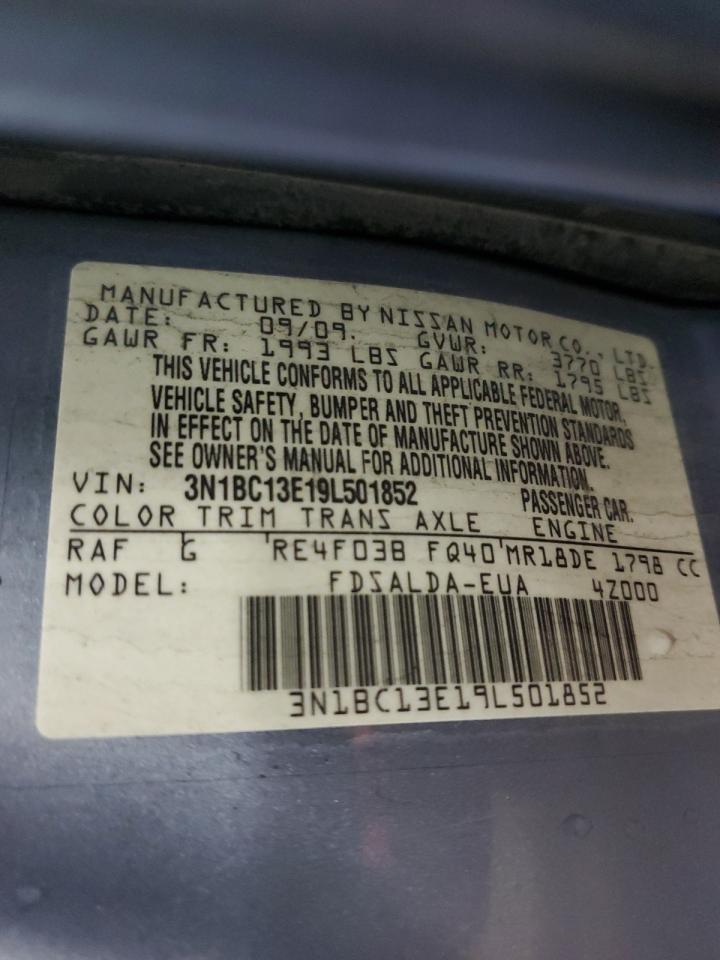 MANUFACTURED BY NISSAN MOTOR CO., LTD.
DATE: 09/09. GVWR: 3770 LBS
GAWR FR: 1993 LBS GAWR RR: 1795 LBS
THIS VEHICLE CONFORMS TO ALL APPLICABLE FEDERAL MOTOR,
VEHICLE SAFETY, BUMPER AND THEFT PREVENTION STANDARDS
IN EFFECT ON THE DATE OF MANUFACTURE SHOWN ABOVE.
SEE OWNER'S MANUAL FOR ADDITIONAL INFORMATION.
VIN: 3N1BC13E19L501852 PASSENGER CAR.
COLOR TRIM TRANS AXLE ENGINE
RAF G RE4F03B FQ40 MR18DE 1798 CC
MODEL: FDSALDA-EUA 4Z000
3N1BC13E19L501852